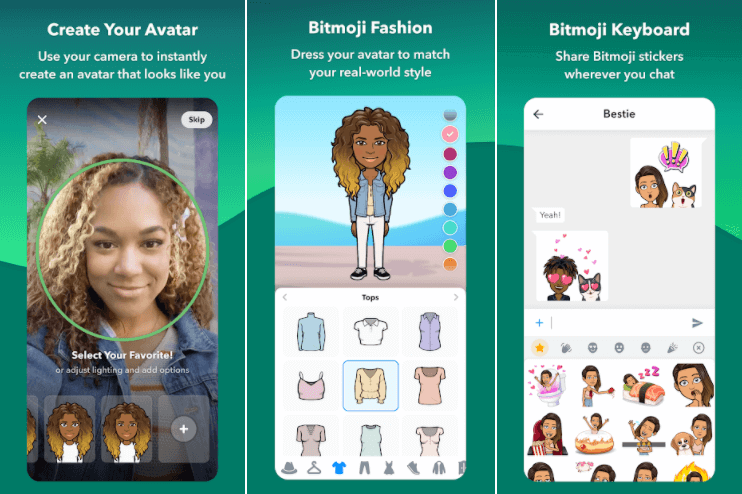 Create Your Avatar
Use your camera to instantly
create an avatar that looks like you
Skip
Select Your Favorite!
or adjust lighting and add options
Bitmoji Fashion
Dress your avatar to match
your real-world style
Tops
Bitmoji Keyboard
Share Bitmoji stickers
wherever you chat
Bestie
!!!
Yeah!
zzZ